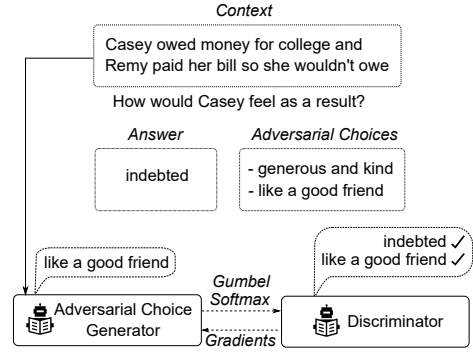 Context
Casey owed money for college and
Remy paid her bill so she wouldn't owe
How would Casey feel as a result?
Answer
Adversarial Choices
indebted
- generous and kind
- like a good friend
indebted ✓
like a good friend ✓
like a good friend
Gumbel
Softmax
Adversarial Choice
Generator
Discriminator
Gradients